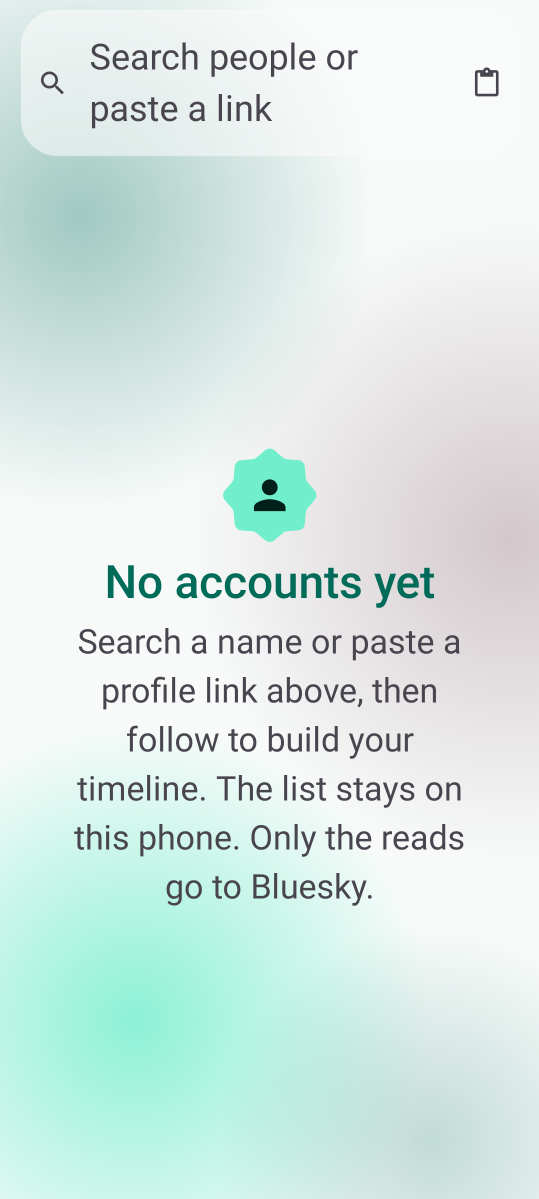 Search people or
paste a link
No accounts yet
Search a name or paste a
profile link above, then
follow to build your
timeline. The list stays on
this phone. Only the reads
go to Bluesky.